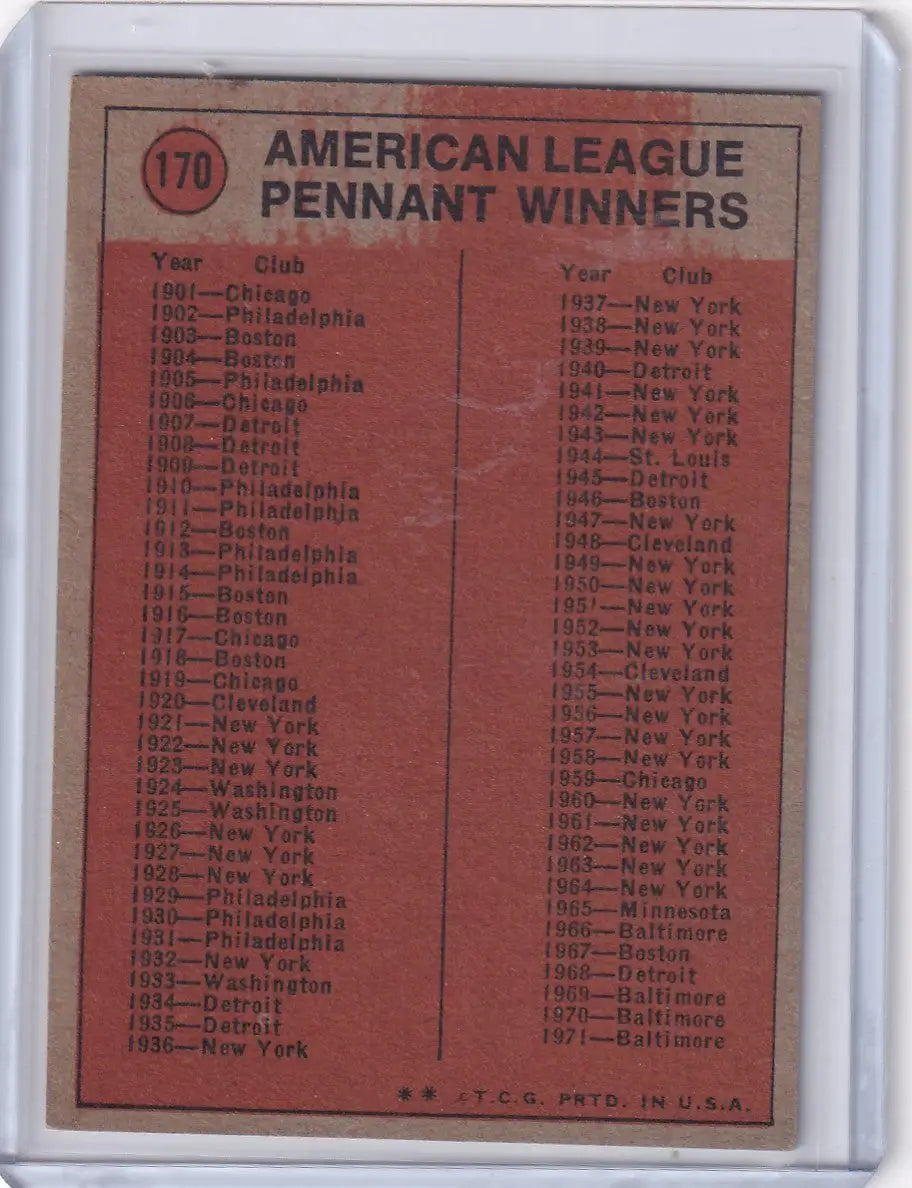 170
AMERICAN LEAGUE
PENNANT WINNERS
Year Club
1901—Chicago
1902—Philadelphia
1903—Boston
1904—Boston
1905—Philadelphia
1906—Chicago
1907—Detroit
1908—Detroit
1909—Detroit
1910—Philadelphia
1911—Philadelphia
1912—Boston
1913—Philadelphia
1914—Philadelphia
1915—Boston
1916—Boston
1917—Chicago
1918—Boston
1919—Chicago
1920—Cleveland
1921—New York
1922—New York
1923—New York
1924—Washington
1925—Washington
1926—New York
1927—New York
1928—New York
1929—Philadelphia
1930—Philadelphia
1931—Philadelphia
1932—New York
1933—Washington
1934—Detroit
1935—Detroit
1936—New York
Year Club
1937—New York
1938—New York
1939—New York
1940—Detroit
1941—New York
1942—New York
1943—New York
1944—St. Louis
1945—Detroit
1946—Boston
1947—New York
1948—Cleveland
1949—New York
1950—New York
1951—New York
1952—New York
1953—New York
1954—Cleveland
1955—New York
1956—New York
1957—New York
1958—New York
1959—Chicago
1960—New York
1961—New York
1962—New York
1963—New York
1964—New York
1965—Minnesota
1966—Baltimore
1967—Boston
1968—Detroit
1969—Baltimore
1970—Baltimore
1971—Baltimore
** ©T.C.G. PRTD. IN U.S.A.